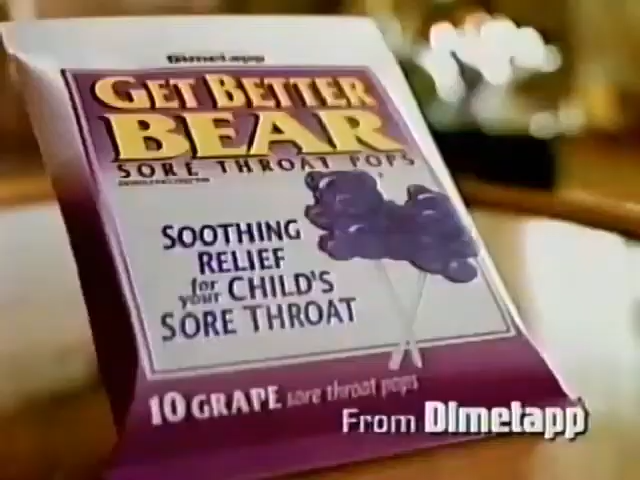 Dimetapp
GET BETTER
BEAR
SORE THROAT POPS
SOOTHING
RELIEF
for
your CHILD'S
SORE THROAT
10 GRAPE sore throat pops
From Dimetapp